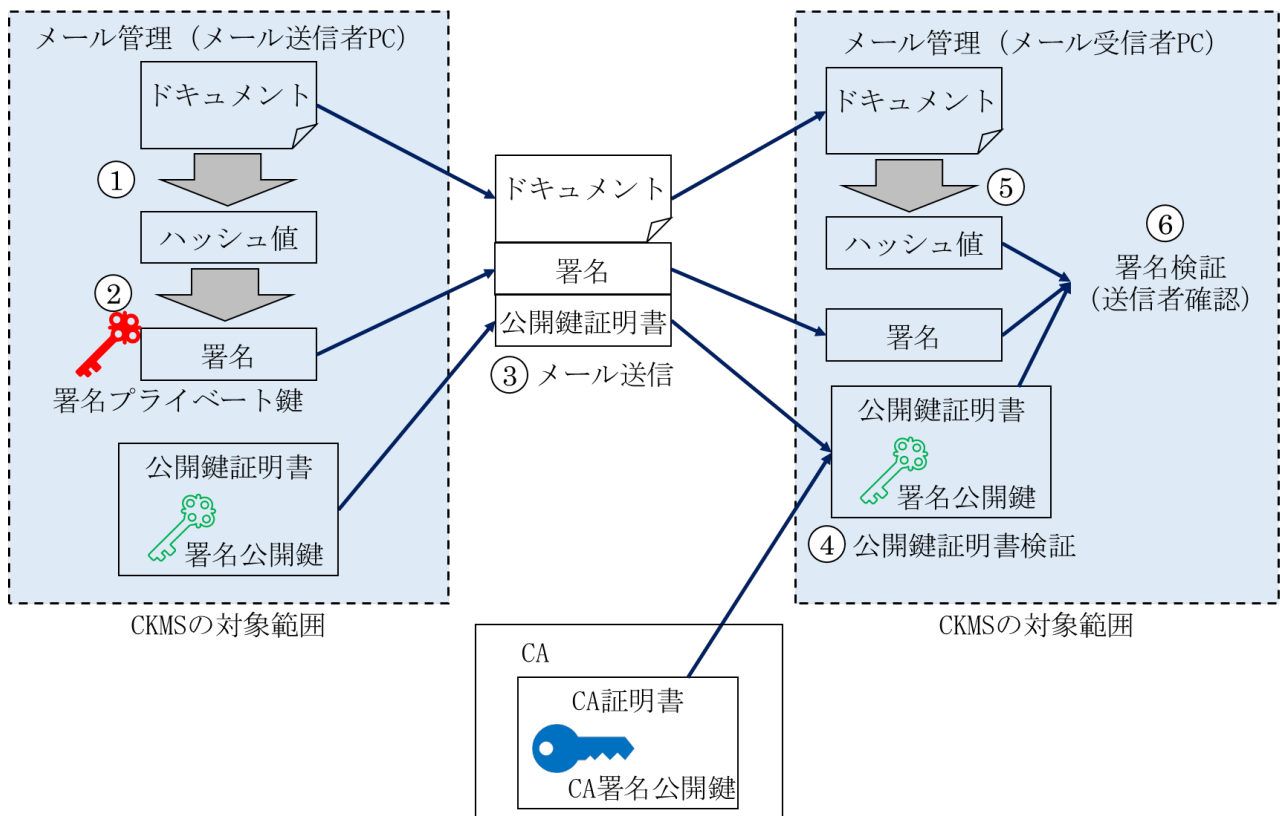 メール管理（メール送信者PC）
ドキュメント
①
ハッシュ値
②
署名
署名プライベート鍵
公開鍵証明書
署名公開鍵
CKMSの対象範囲
ドキュメント
署名
公開鍵証明書
③ メール送信
メール管理（メール受信者PC）
ドキュメント
⑤
ハッシュ値
⑥
署名検証
（送信者確認）
署名
公開鍵証明書
署名公開鍵
④ 公開鍵証明書検証
CKMSの対象範囲
CA
CA証明書
CA署名公開鍵